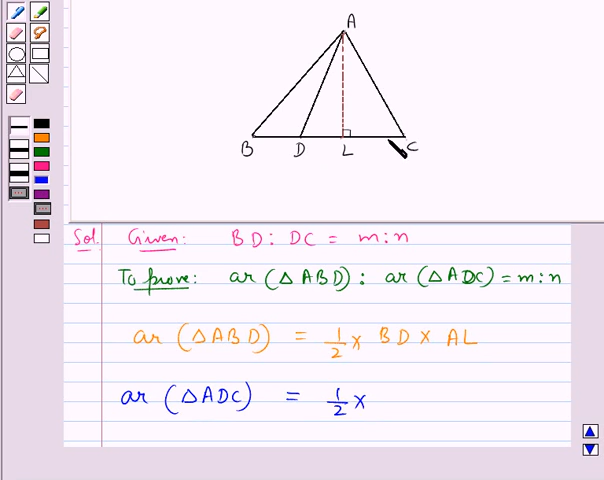 A
B D L C
Sol. Given: BD : DC = m : n
To prove: ar (△ABD) : ar (△ADC) = m : n
ar (△ABD) = 1/2 × BD × AL
ar (△ADC) = 1/2 ×